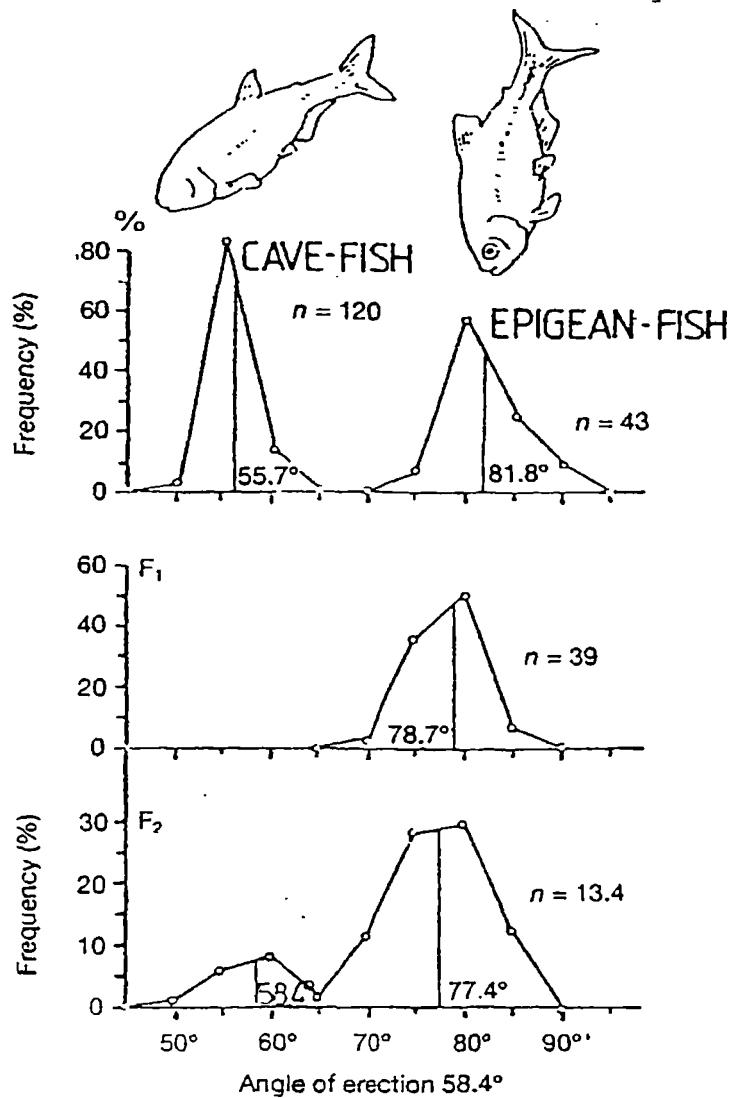 %
.80
CAVE-FISH
n = 120
60
EPIGEAN-FISH
40
n = 43
20
55.7°
81.8°
0
Frequency (%)
60
F₁
40
n = 39
20
78.7°
0
30
F₂
20
n = 13.4
10
77.4°
0
Frequency (%)
50° 60° 70° 80° 90°
Angle of erection 58.4°